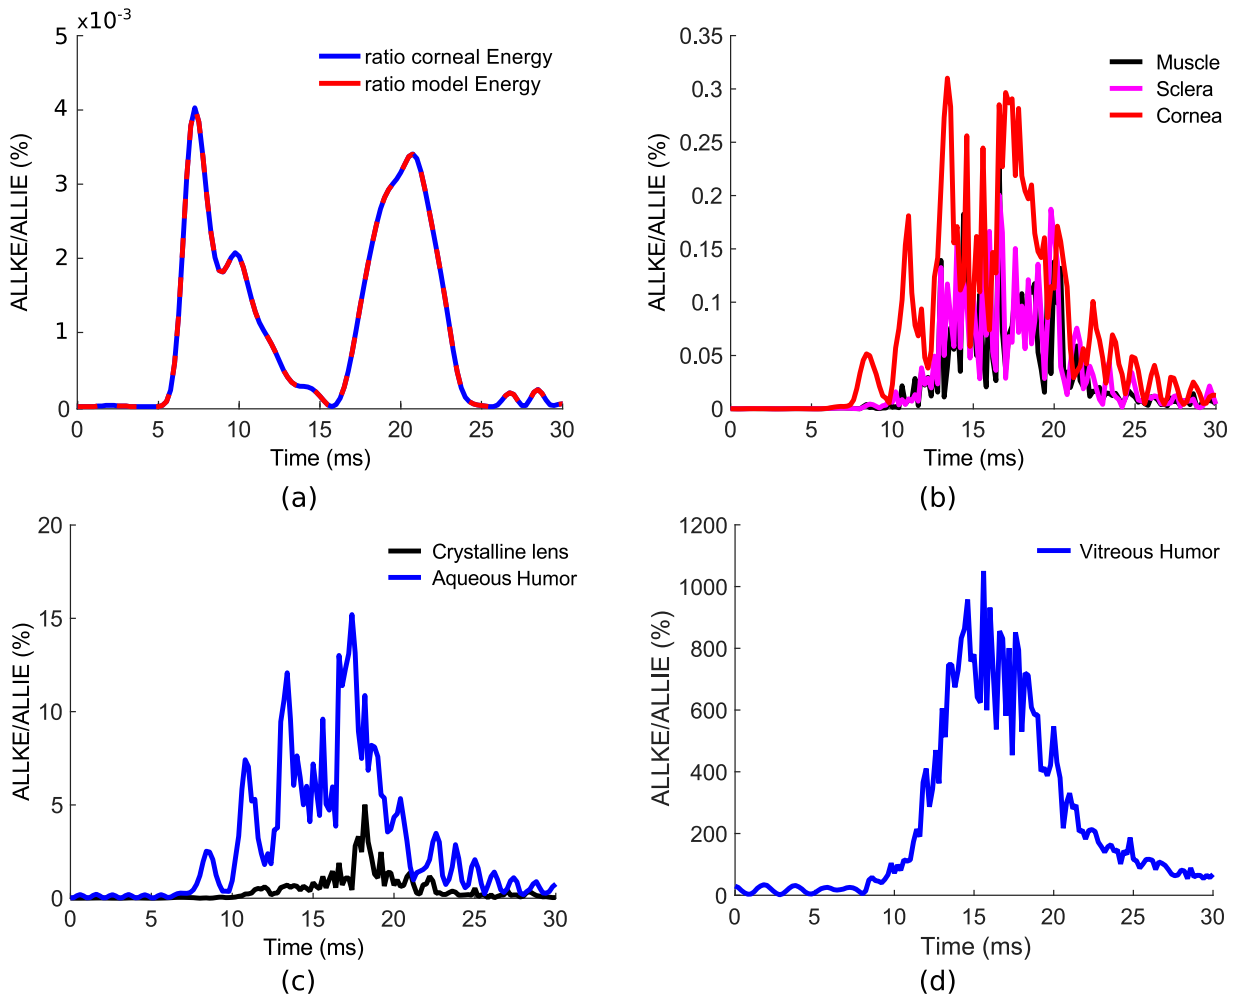 x10⁻³
5
4
3
2
1
0
0 5 10 15 20 25 30
ALLKE/ALLIE (%)
Time (ms)
ratio corneal Energy
ratio model Energy
(a)
0.35
0.3
0.25
0.2
0.15
0.1
0.05
0
0 5 10 15 20 25 30
ALLKE/ALLIE (%)
Time (ms)
Muscle
Sclera
Cornea
(b)
20
15
10
5
0
0 5 10 15 20 25 30
ALLKE/ALLIE (%)
Time (ms)
Crystalline lens
Aqueous Humor
(c)
1200
1000
800
600
400
200
0
0 5 10 15 20 25 30
ALLKE/ALLIE (%)
Time (ms)
Vitreous Humor
(d)